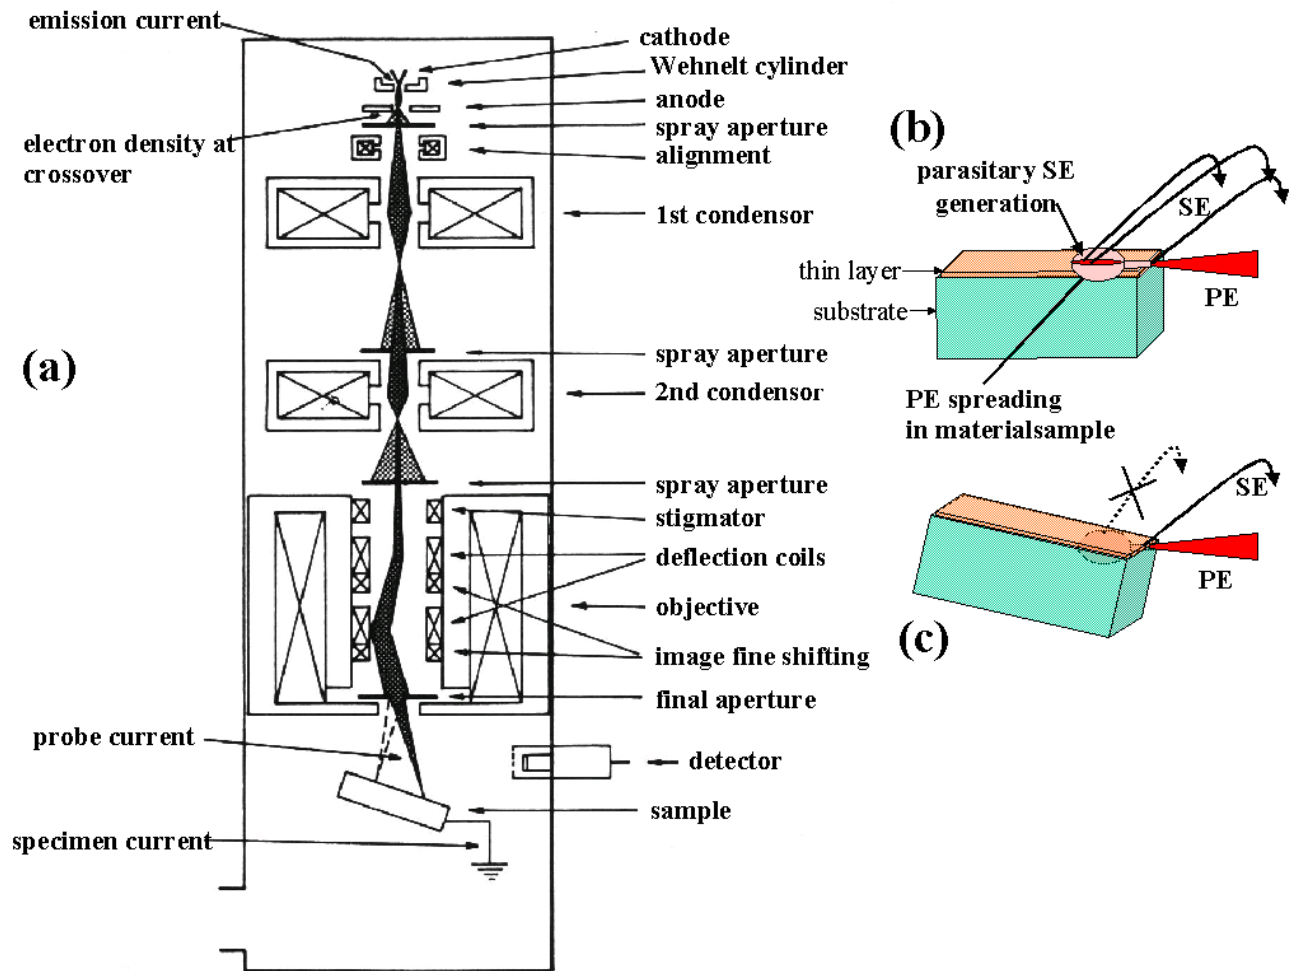 emission current
cathode
Wehnelt cylinder
anode
spray aperture
alignment
electron density at
crossover
1st condensor
spray aperture
(a)
2nd condensor
spray aperture
stigmator
deflection coils
objective
image fine shifting
final aperture
probe current
detector
sample
specimen current
(b)
parasitary SE
generation
SE
thin layer
substrate
PE
PE spreading
in materialsample
SE
PE
(c)